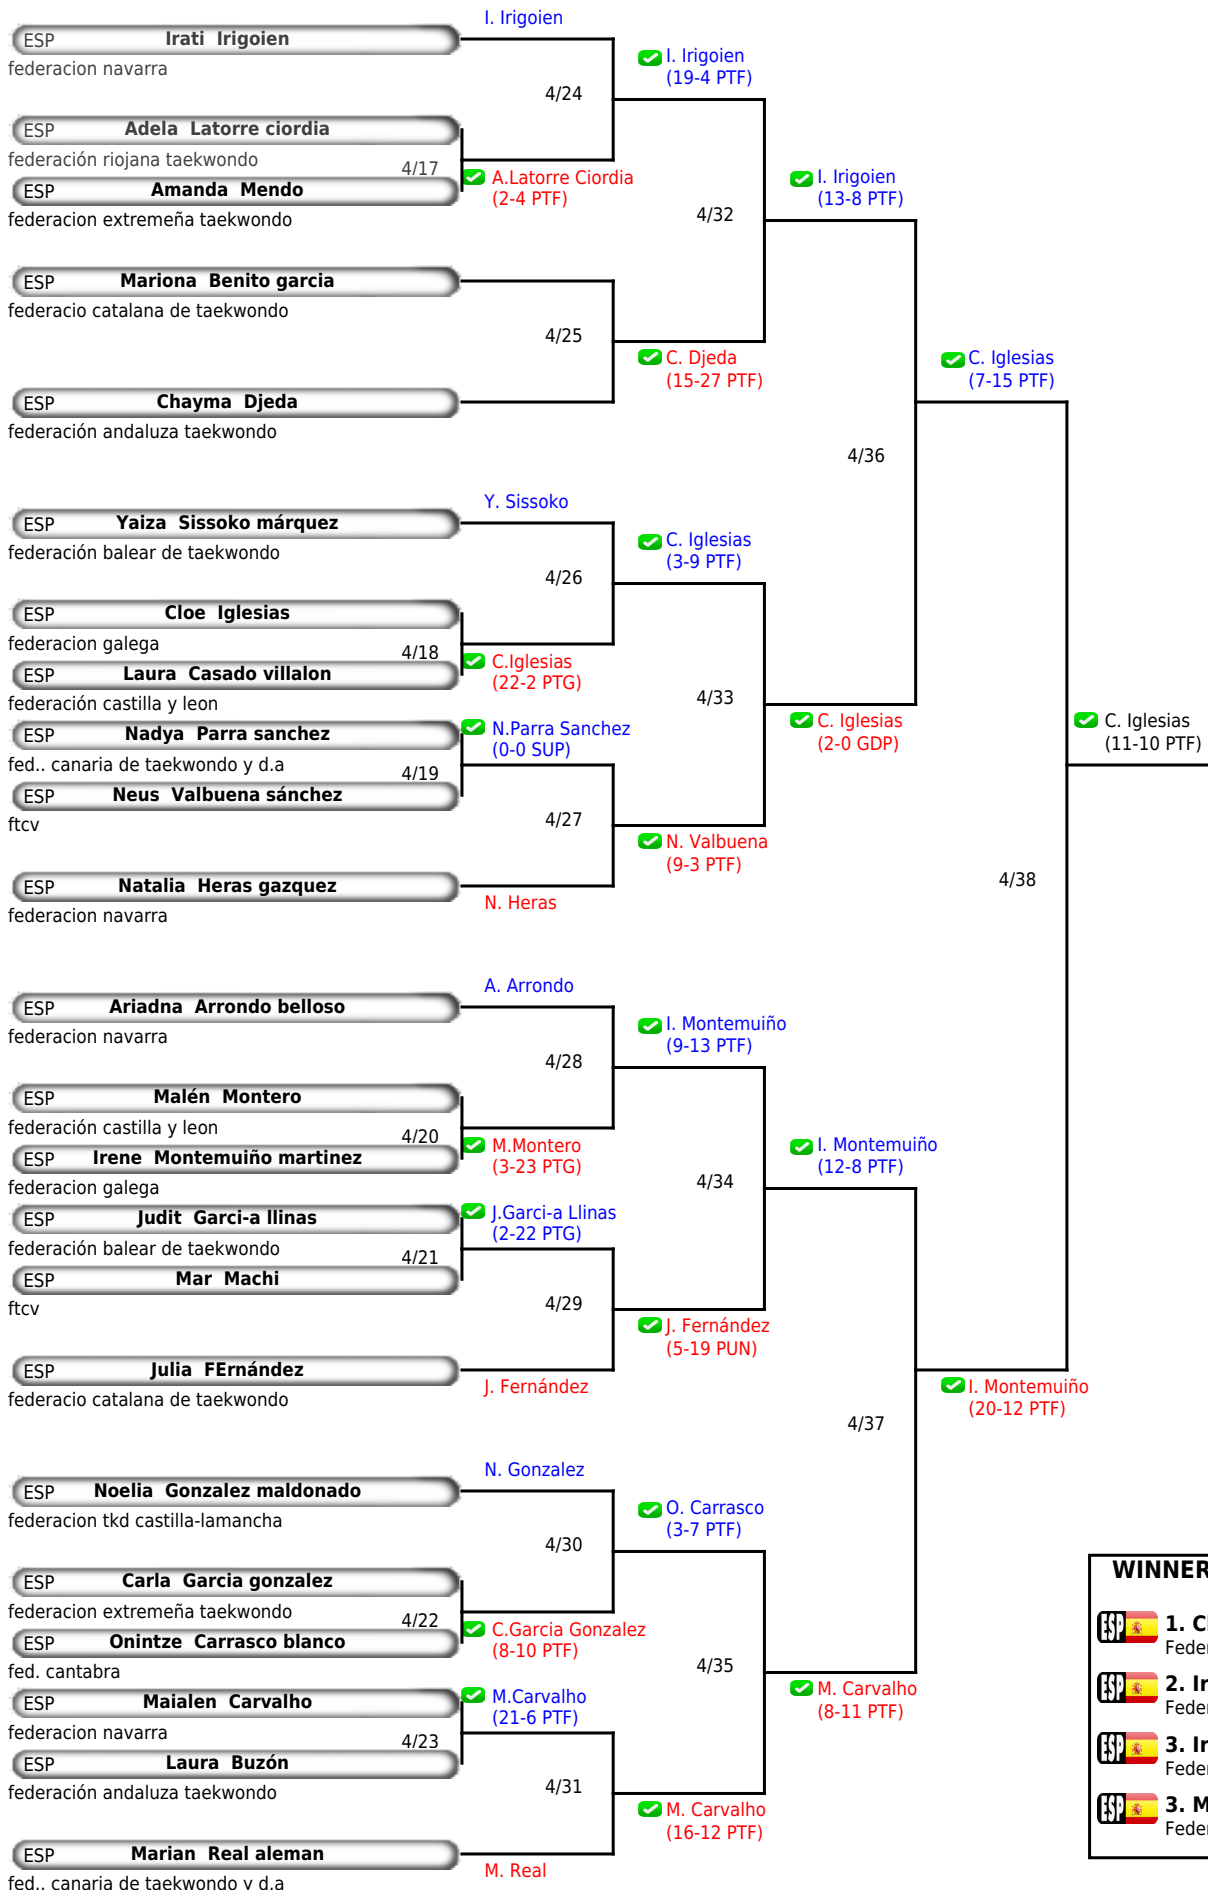 I. Irigoien
ESP Irati Irigoien
federacion navarra
I. Irigoien
(19-4 PTF)
4/24
ESP Adela Latorre ciordia
federación riojana taekwondo
4/17
A.Latorre Ciordia
(2-4 PTF)
ESP Amanda Mendo
federacion extremeña taekwondo
I. Irigoien
(13-8 PTF)
4/32
ESP Mariona Benito garcia
federacio catalana de taekwondo
4/25
C. Djeda
(15-27 PTF)
C. Iglesias
(7-15 PTF)
ESP Chayma Djeda
federación andaluza taekwondo
4/36
Y. Sissoko
ESP Yaiza Sissoko márquez
federación balear de taekwondo
C. Iglesias
(3-9 PTF)
4/26
ESP Cloe Iglesias
federacion galega
4/18
C.Iglesias
(22-2 PTG)
ESP Laura Casado villalon
federación castilla y leon
4/33
C. Iglesias
(2-0 GDP)
C. Iglesias
(11-10 PTF)
ESP Nadya Parra sanchez
N.Parra Sanchez
(0-0 SUP)
fed.. canaria de taekwondo y d.a
4/19
ESP Neus Valbuena sánchez
ftcv
4/27
N. Valbuena
(9-3 PTF)
ESP Natalia Heras gazquez
N. Heras
federacion navarra
4/38
A. Arrondo
ESP Ariadna Arrondo belloso
federacion navarra
I. Montemuiño
(9-13 PTF)
4/28
ESP Malén Montero
federación castilla y leon
4/20
M.Montero
(3-23 PTG)
ESP Irene Montemuiño martinez
federacion galega
I. Montemuiño
(12-8 PTF)
4/34
ESP Judit Garci-a llinas
J.Garci-a Llinas
(2-22 PTG)
federación balear de taekwondo
4/21
ESP Mar Machi
ftcv
4/29
J. Fernández
(5-19 PUN)
ESP Julia FErnández
J. Fernández
federacio catalana de taekwondo
I. Montemuiño
(20-12 PTF)
4/37
N. Gonzalez
ESP Noelia Gonzalez maldonado
federacion tkd castilla-lamancha
O. Carrasco
(3-7 PTF)
4/30
ESP Carla Garcia gonzalez
federacion extremeña taekwondo
4/22
C.Garcia Gonzalez
(8-10 PTF)
ESP Onintze Carrasco blanco
fed. cantabra
4/35
M. Carvalho
(8-11 PTF)
ESP Maialen Carvalho
M.Carvalho
(21-6 PTF)
federacion navarra
4/23
ESP Laura Buzón
federación andaluza taekwondo
4/31
M. Carvalho
(16-12 PTF)
ESP Marian Real aleman
M. Real
fed.. canaria de taekwondo y d.a
WINNER
ESP 1. Cl
Feder
ESP 2. Ir
Feder
ESP 3. Ir
Feder
ESP 3. M
Feder